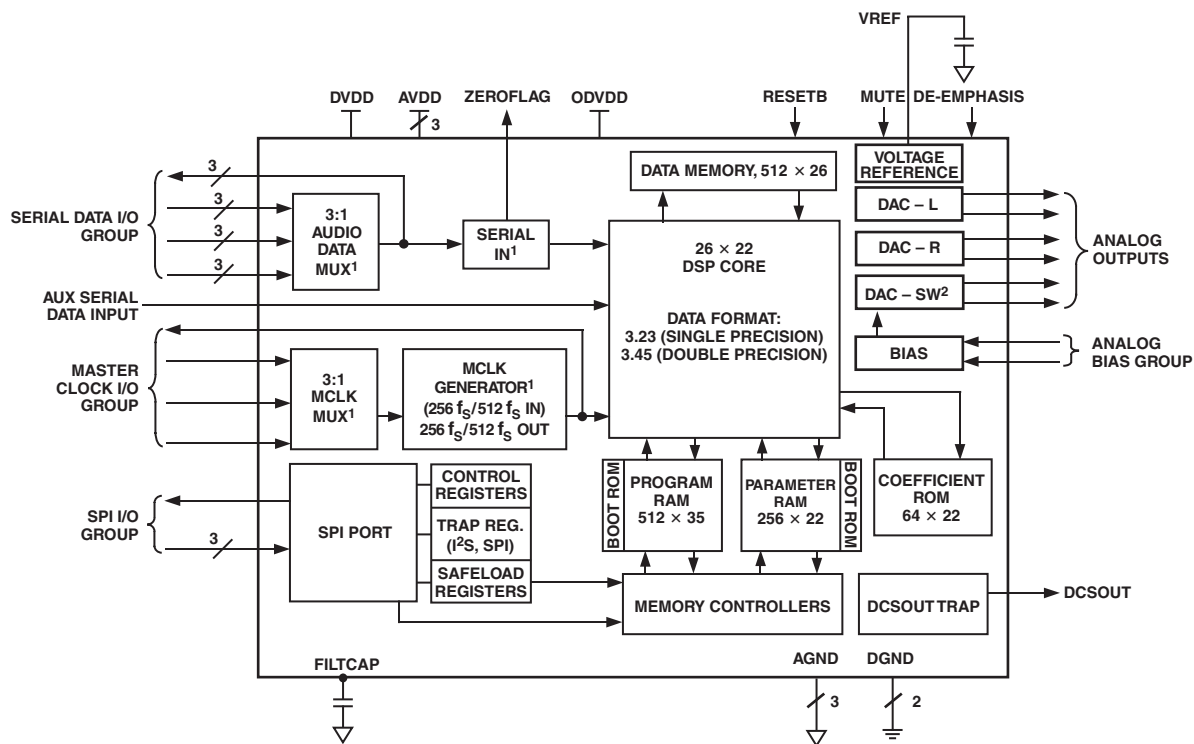 VREF
DVDD
AVDD
3
ZEROFLAG
ODVDD
RESETB
MUTE
DE-EMPHASIS
SERIAL DATA I/O
GROUP
3
3
3
3
3:1
AUDIO
DATA
MUX¹
SERIAL
IN¹
DATA MEMORY, 512 × 26
26 × 22
DSP CORE
DATA FORMAT:
3.23 (SINGLE PRECISION)
3.45 (DOUBLE PRECISION)
VOLTAGE
REFERENCE
DAC – L
DAC – R
DAC – SW²
BIAS
ANALOG
OUTPUTS
ANALOG
BIAS GROUP
AUX SERIAL
DATA INPUT
MASTER
CLOCK I/O
GROUP
3:1
MCLK
MUX¹
MCLK
GENERATOR¹
(256 fS/512 fS IN)
256 fS/512 fS OUT
SPI I/O
GROUP
3
SPI PORT
CONTROL
REGISTERS
TRAP REG.
(I²S, SPI)
SAFELOAD
REGISTERS
BOOT ROM
PROGRAM
RAM
512 × 35
PARAMETER
RAM
256 × 22
BOOT ROM
COEFFICIENT
ROM
64 × 22
MEMORY CONTROLLERS
DCSOUT TRAP
DCSOUT
FILTCAP
AGND
3
DGND
2